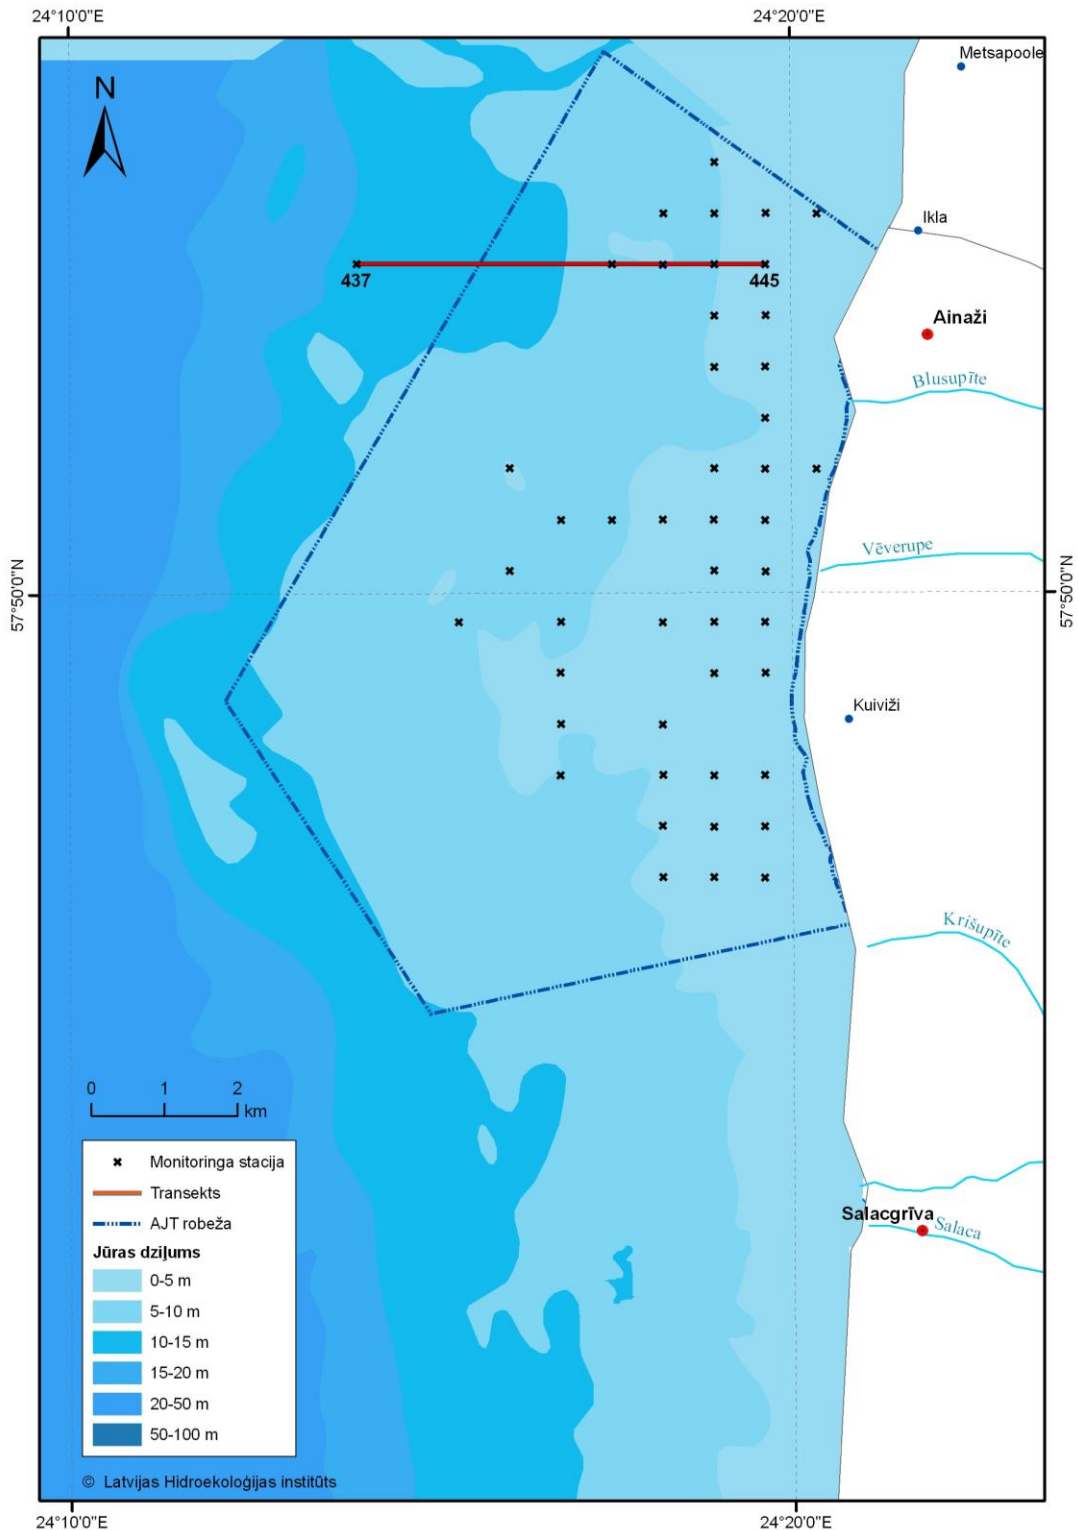 24°10'0"E
24°20'0"E
Metsapoole
N
Ikla
437
445
Ainaži
Blusupīte
Vēverupe
57°50'0"N
57°50'0"N
Kuiviži
Krišupīte
0 1 2
km
Monitoringa stacija
Transekts
AJT robeža
Jūras dziļums
0-5 m
5-10 m
10-15 m
15-20 m
20-50 m
50-100 m
Salacgrīva
Salaca
© Latvijas Hidroekoloģijas institūts
24°10'0"E
24°20'0"E